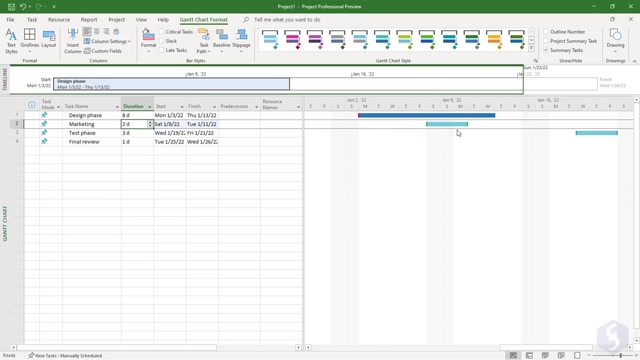 Project1 - Project Professional Preview
File Task Resource Report Project View Help Gantt Chart Format Tell me what you want to do
Text Styles Gridlines Layout Insert Column Column Settings Custom Fields
Format
Critical Tasks
Slack
Late Tasks
Task Path
Outline Number
Project Summary Task
Summary Tasks
Drawing
Format Columns Bar Styles Gantt Chart Style Show/Hide Drawings
TIMELINE
Start
Mon 1/3/22
Jan 9, '22 Jan 16, '22
Sun 1/23/22
Design phase
Mon 1/3/22 - Thu 1/13/22
Finish
Wed 1/26/22
Task Mode Task Name Duration Start Finish Predecessors Resource Names
Jan 2, '22 Jan 9, '22 Jan 16, '22
T F S S M T W T F S S M T W T F S S M T W T F S
1 Design phase 8 d Mon 1/3/22 Thu 1/13/22
2 Marketing 2 d Sat 1/8/22 Tue 1/11/22
3 Test phase 3 d Wed 1/19/22 Fri 1/21/22
4 Final review 1 d Tue 1/25/22 Wed 1/26/22
GANTT CHART
Ready New Tasks : Manually Scheduled